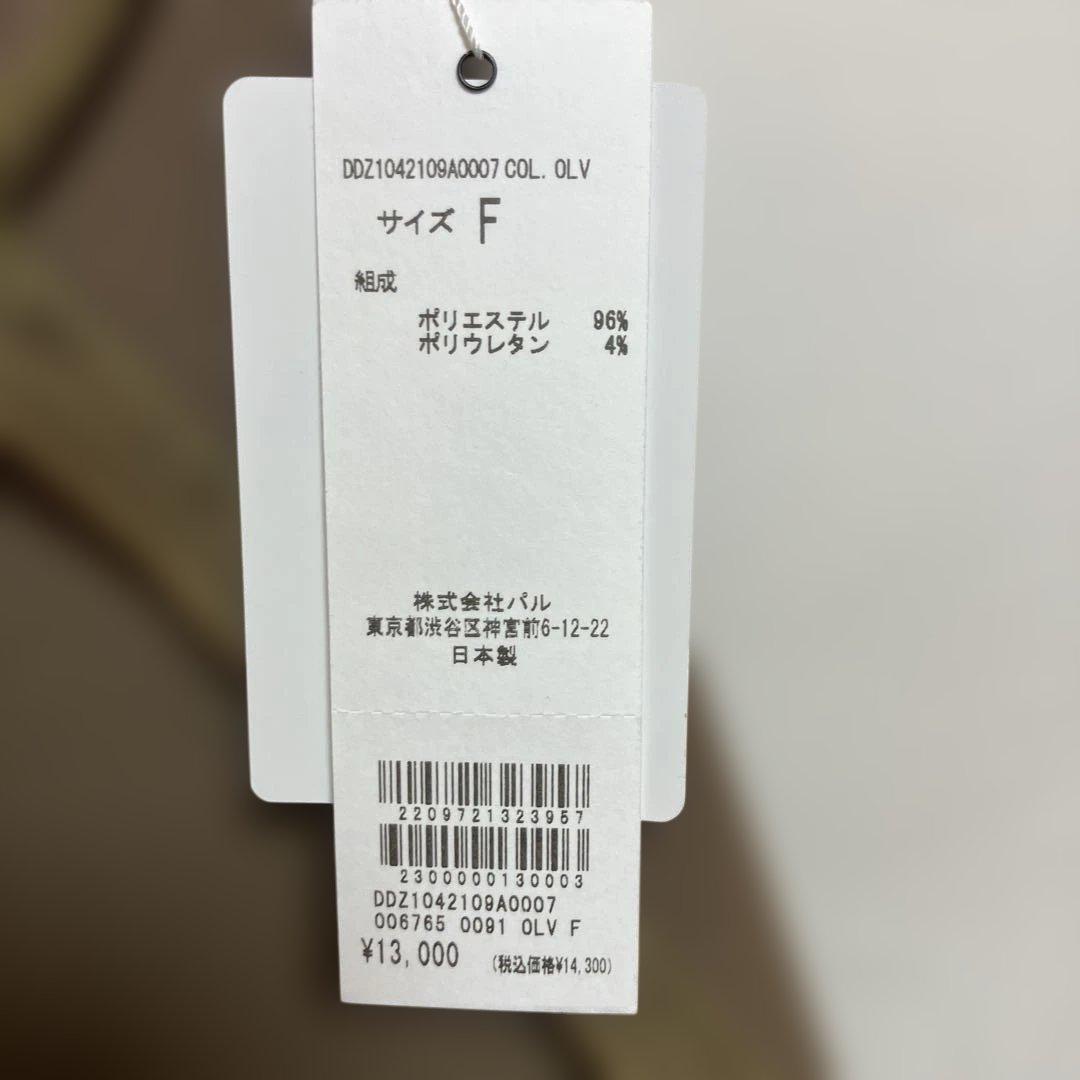 DDZ1042109A0007 COL. OLV
サイズ F
組成
ポリエステル 96%
ポリウレタン 4%
株式会社パル
東京都渋谷区神宮前6-12-22
日本製
2209721323957
2300000130003
DDZ1042109A0007
006765 0091 OLV F
¥13,000 (税込価格¥14,300)